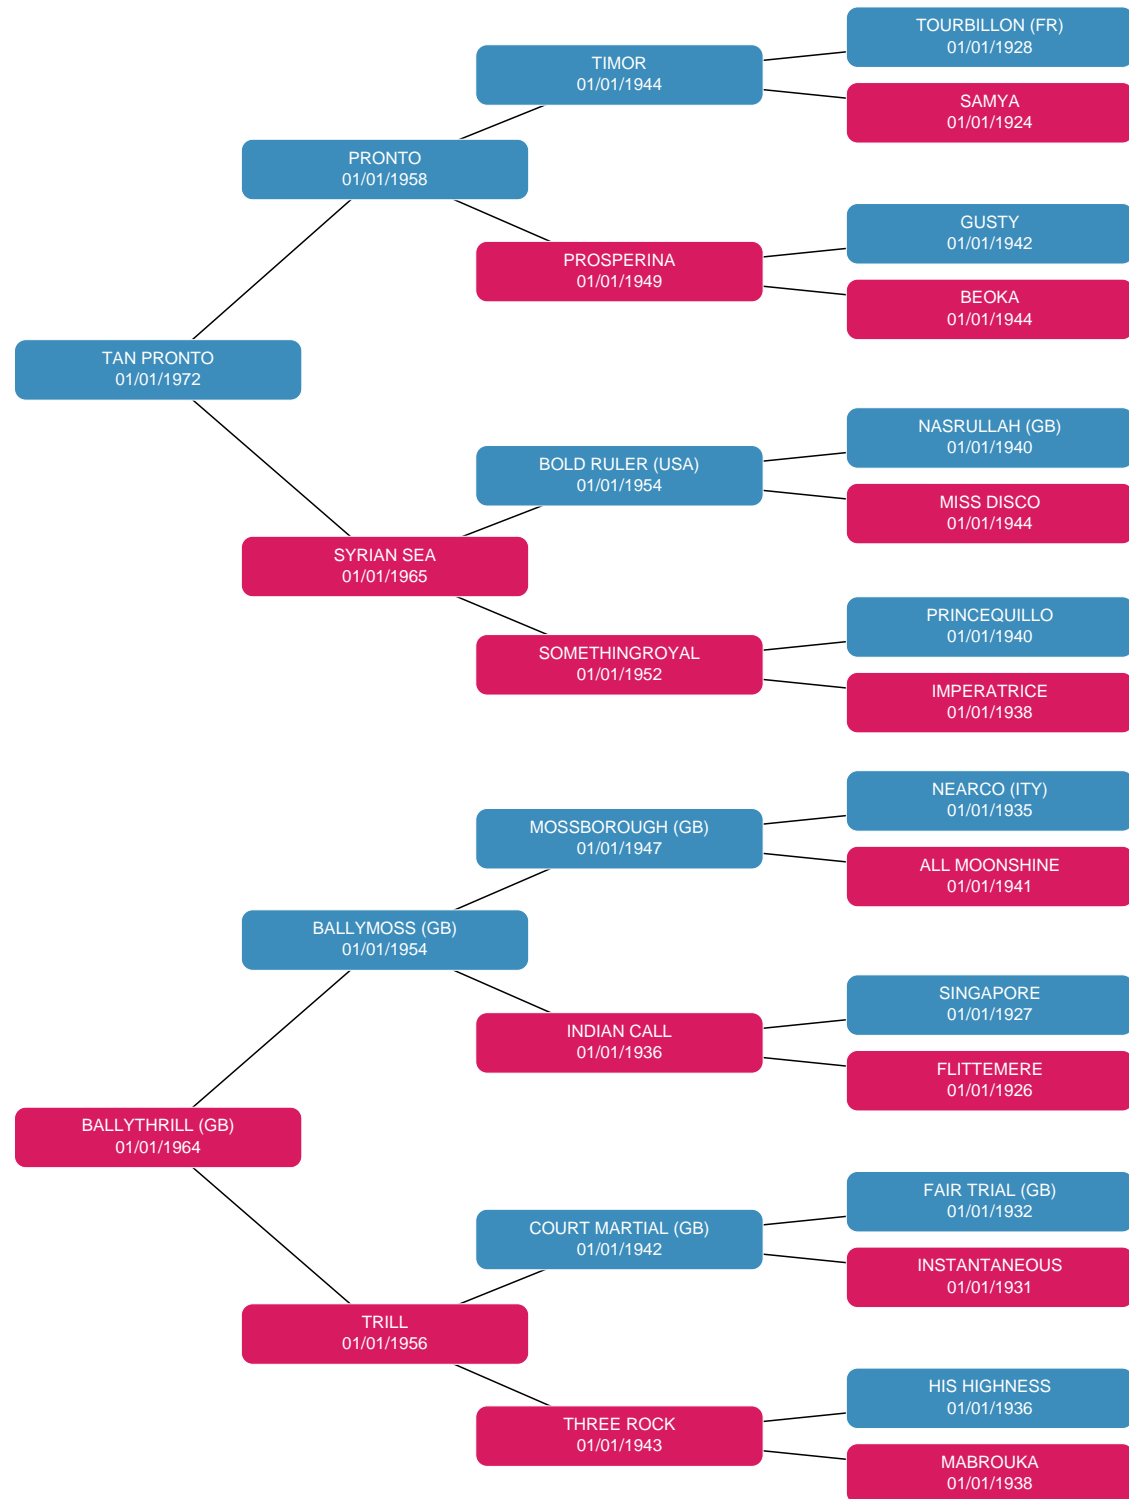 TOURBILLON (FR)
01/01/1928
TIMOR
01/01/1944
SAMYA
01/01/1924
PRONTO
01/01/1958
GUSTY
01/01/1942
PROSPERINA
01/01/1949
BEOKA
01/01/1944
TAN PRONTO
01/01/1972
NASRULLAH (GB)
01/01/1940
BOLD RULER (USA)
01/01/1954
MISS DISCO
01/01/1944
SYRIAN SEA
01/01/1965
PRINCEQUILLO
01/01/1940
SOMETHINGROYAL
01/01/1952
IMPERATRICE
01/01/1938
NEARCO (ITY)
01/01/1935
MOSSBOROUGH (GB)
01/01/1947
ALL MOONSHINE
01/01/1941
BALLYMOSS (GB)
01/01/1954
SINGAPORE
01/01/1927
INDIAN CALL
01/01/1936
FLITTEMERE
01/01/1926
BALLYTHRILL (GB)
01/01/1964
FAIR TRIAL (GB)
01/01/1932
COURT MARTIAL (GB)
01/01/1942
INSTANTANEOUS
01/01/1931
TRILL
01/01/1956
HIS HIGHNESS
01/01/1936
THREE ROCK
01/01/1943
MABROUKA
01/01/1938